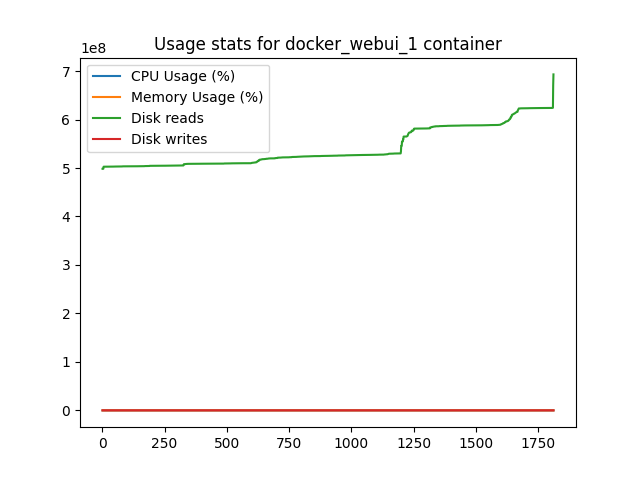 Usage stats for docker_webui_1 container
1e8
CPU Usage (%)
Memory Usage (%)
Disk reads
Disk writes
7
6
5
4
3
2
1
0
0 250 500 750 1000 1250 1500 1750